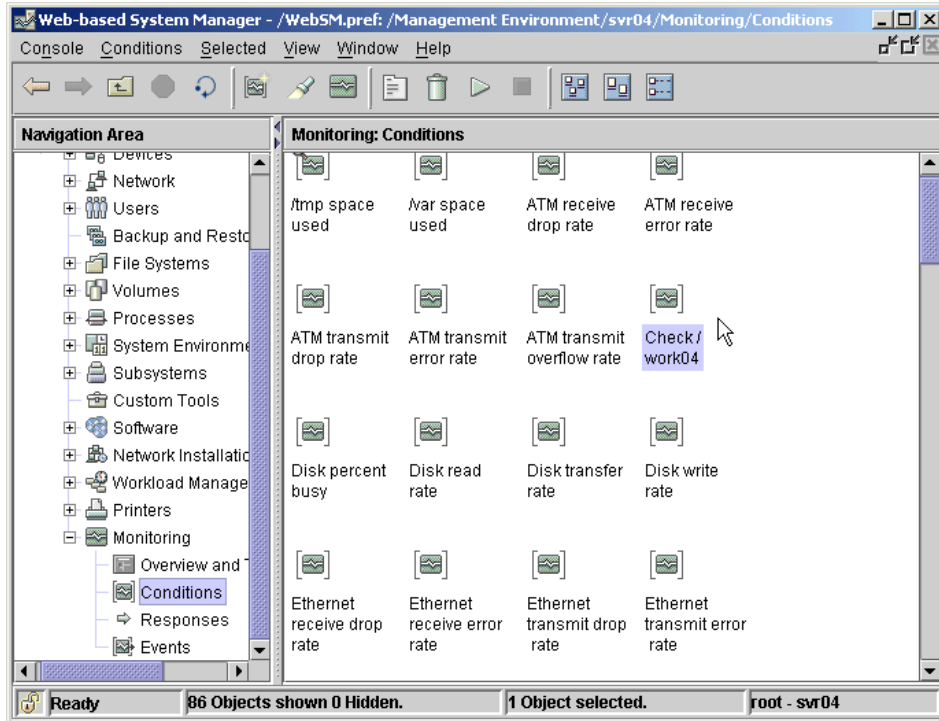 Web-based System Manager - /WebSM.pref: /Management Environment/svr04/Monitoring/Conditions
Console Conditions Selected View Window Help
Navigation Area
Devices
Network
Users
Backup and Resto
File Systems
Volumes
Processes
System Environme
Subsystems
Custom Tools
Software
Network Installatic
Workload Manage
Printers
Monitoring
Overview and T
Conditions
Responses
Events
Monitoring: Conditions
/tmp space
used
/var space
used
ATM receive
drop rate
ATM receive
error rate
ATM transmit
drop rate
ATM transmit
error rate
ATM transmit
overflow rate
Check /
work04
Disk percent
busy
Disk read
rate
Disk transfer
rate
Disk write
rate
Ethernet
receive drop
rate
Ethernet
receive error
rate
Ethernet
transmit drop
rate
Ethernet
transmit error
rate
Ready
86 Objects shown 0 Hidden.
1 Object selected.
root - svr04